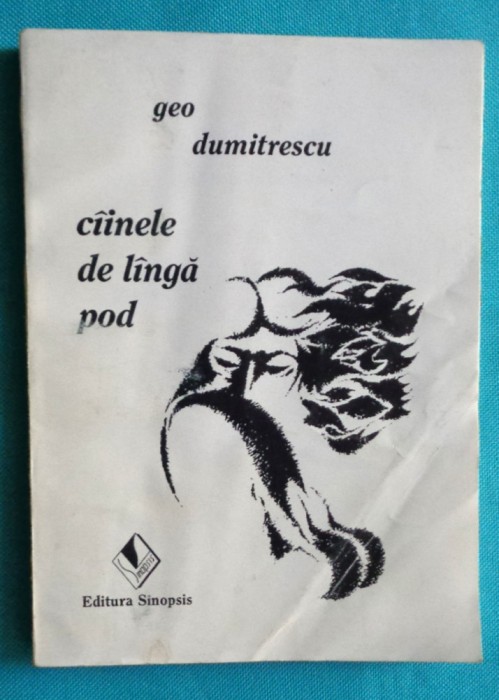 geo
dumitrescu
cîinele
de lîngă
pod
Editura Sinopsis